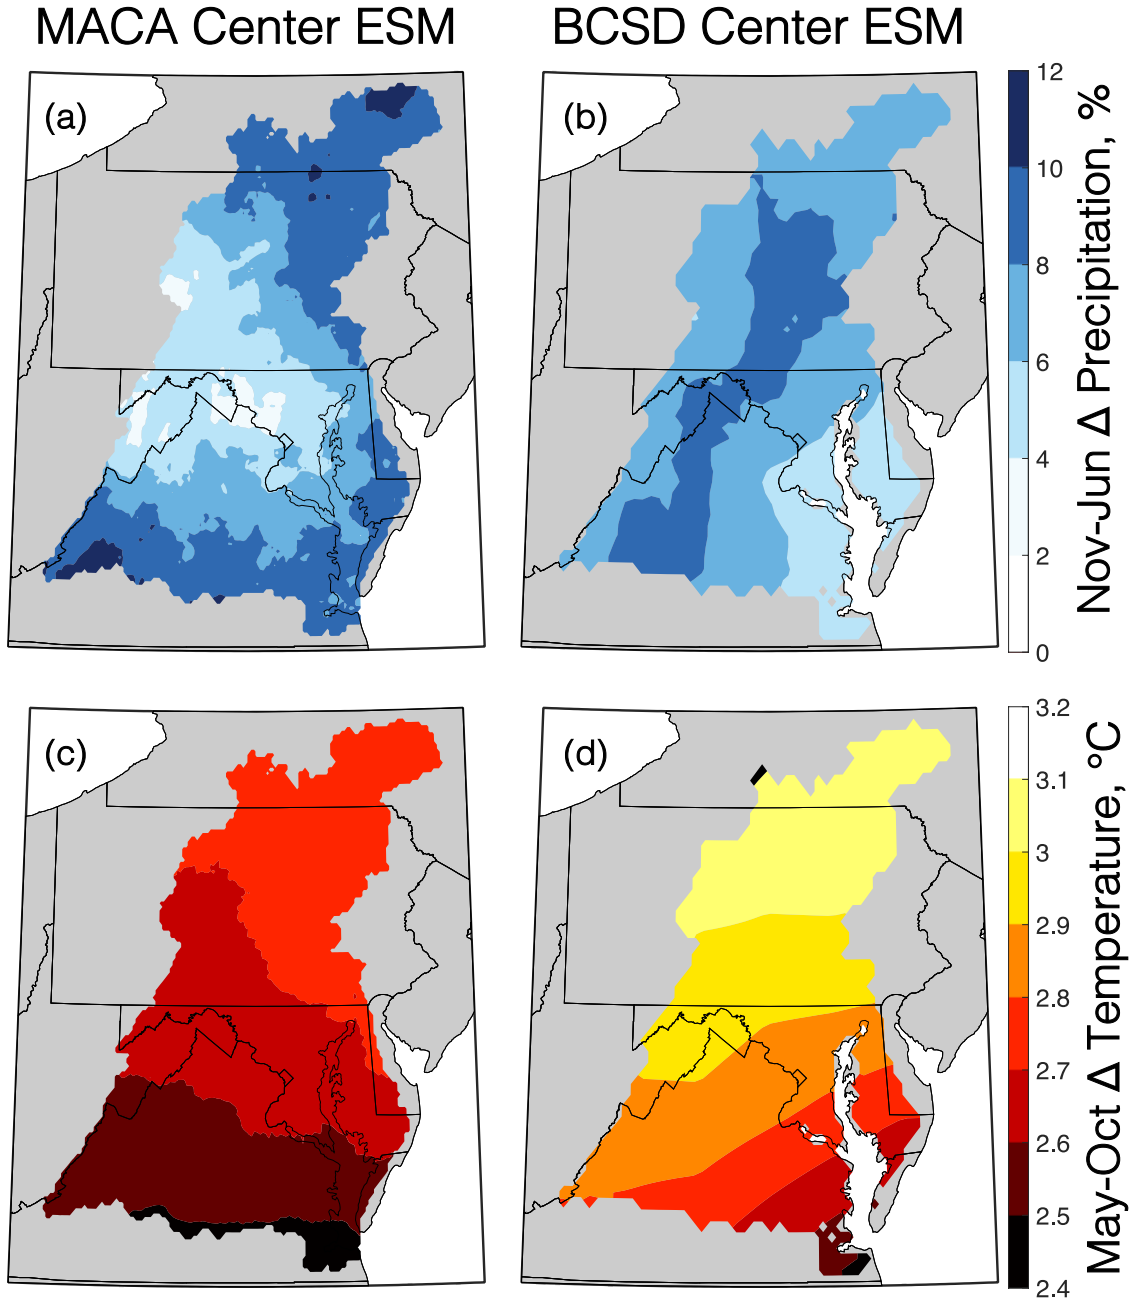 MACA Center ESM
BCSD Center ESM
(a)
(b)
12
10
8
6
4
2
0
Nov-Jun Δ Precipitation, %
(c)
(d)
3.2
3.1
3
2.9
2.8
2.7
2.6
2.5
2.4
May-Oct Δ Temperature, °C